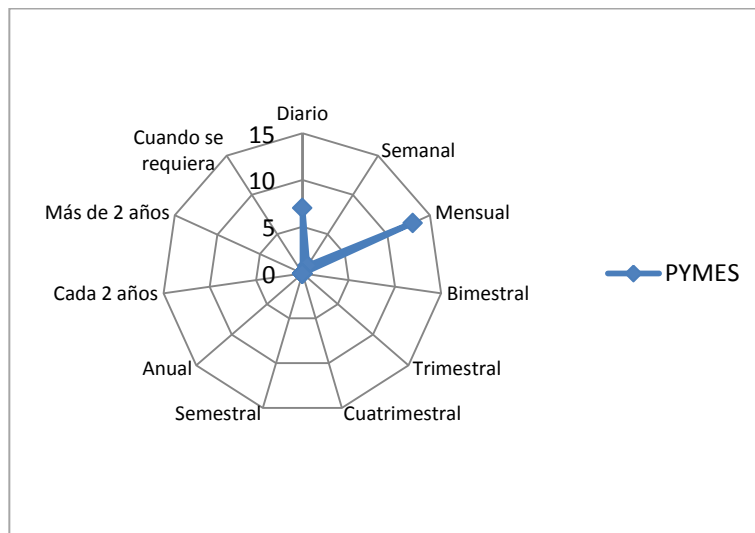 Diario
Semanal
Mensual
Bimestral
Trimestral
Cuatrimestral
Semestral
Anual
Cada 2 años
Más de 2 años
Cuando se
requiera
15
10
5
0
PYMES